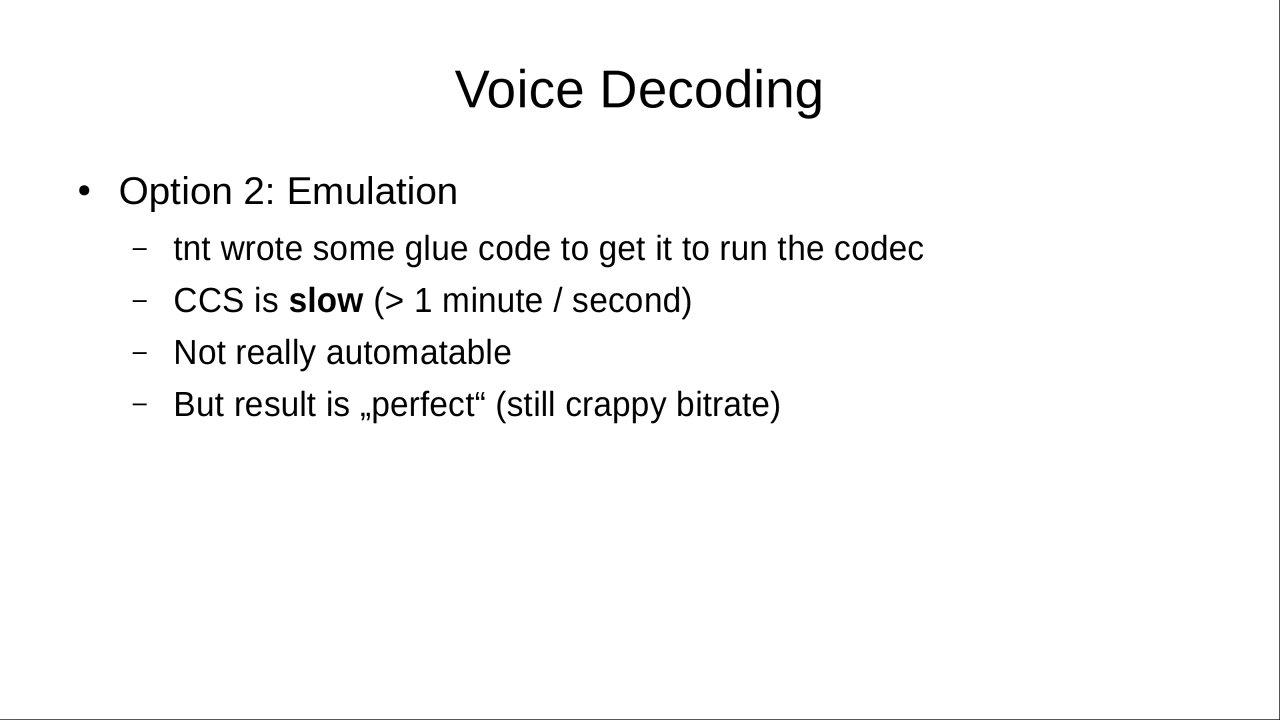 Voice Decoding
• Option 2: Emulation
– tnt wrote some glue code to get it to run the codec
– CCS is slow (> 1 minute / second)
– Not really automatable
– But result is „perfect“ (still crappy bitrate)